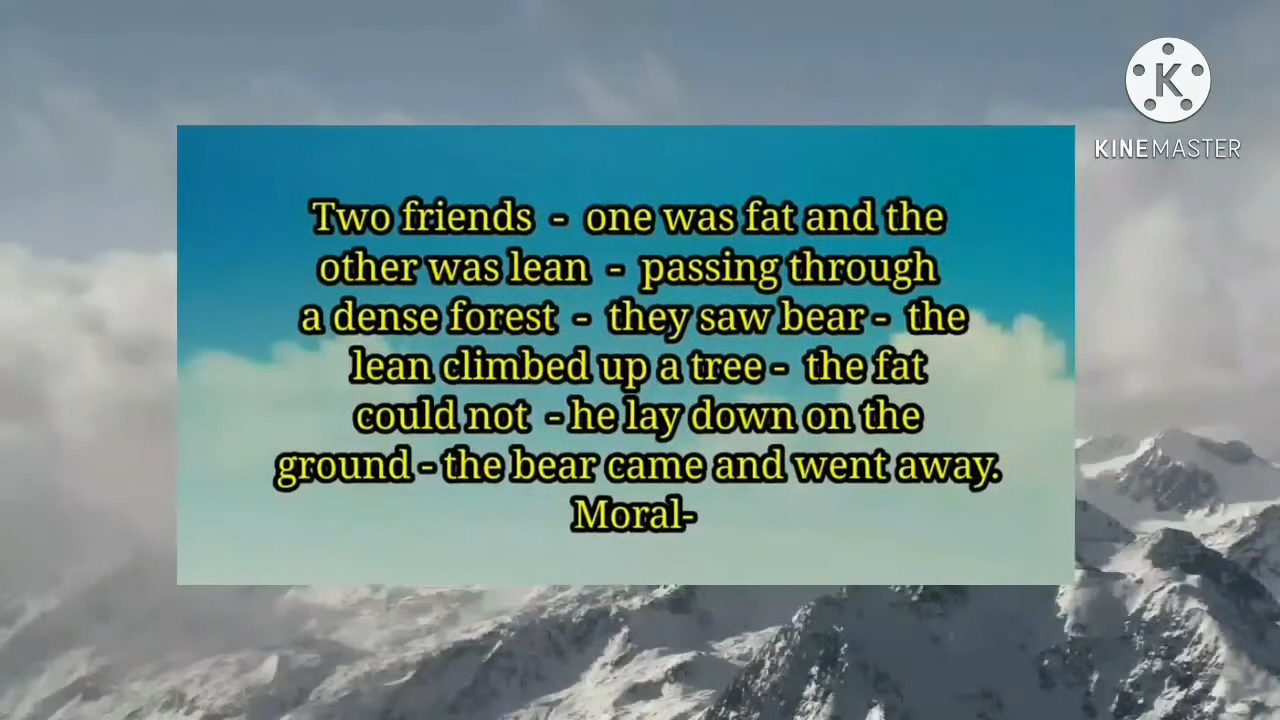 KINEMASTER
Two friends - one was fat and the
other was lean - passing through
a dense forest - they saw bear - the
lean climbed up a tree - the fat
could not - he lay down on the
ground - the bear came and went away.
Moral-